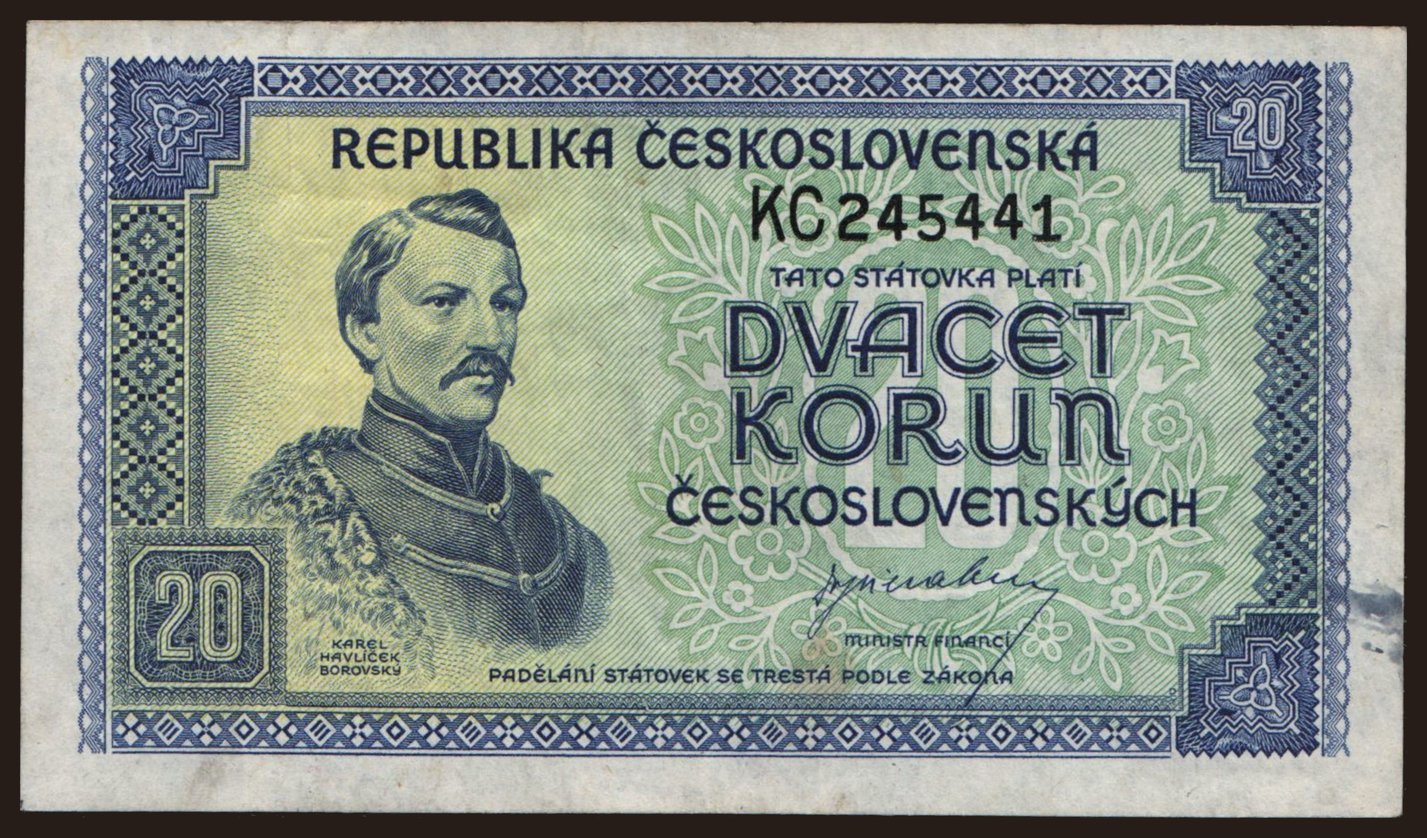 REPUBLIKA ČESKOSLOVENSKÁ
20
KC245441
TATO STÁTOVKA PLATÍ
DVACET
KORUN
ČESKOSLOVENSKÝCH
20
20
MINISTR FINANCÍ
KAREL
HAVLÍČEK
BOROVSKÝ
PADĚLÁNÍ STÁTOVEK SE TRESTÁ PODLE ZÁKONA